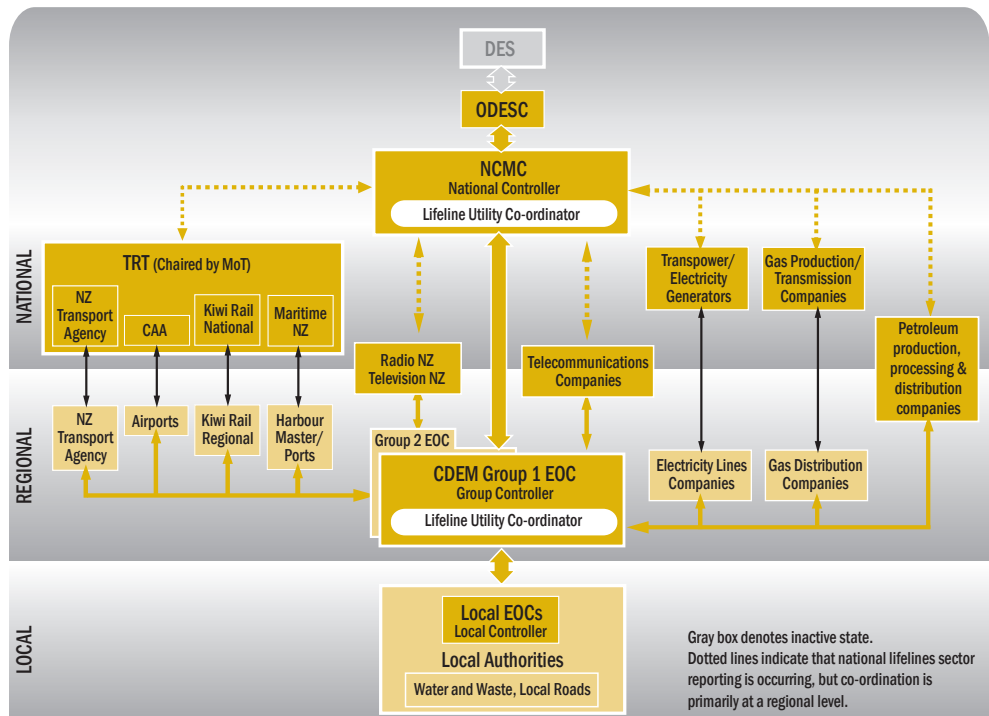 DES
ODESC
NCMC
National Controller
Lifeline Utility Co-ordinator
NATIONAL
TRT (Chaired by MoT)
NZ
Transport
Agency
CAA
Kiwi Rail
National
Maritime
NZ
Radio NZ
Television NZ
Telecommunications
Companies
Transpower/
Electricity
Generators
Gas Production/
Transmission
Companies
Petroleum
production,
processing &
distribution
companies
REGIONAL
NZ
Transport
Agency
Airports
Kiwi Rail
Regional
Harbour
Master/
Ports
Group 2 EOC
CDEM Group 1 EOC
Group Controller
Lifeline Utility Co-ordinator
Electricity Lines
Companies
Gas Distribution
Companies
LOCAL
Local EOCs
Local Controller
Local Authorities
Water and Waste, Local Roads
Gray box denotes inactive state.
Dotted lines indicate that national lifelines sector
reporting is occurring, but co-ordination is
primarily at a regional level.